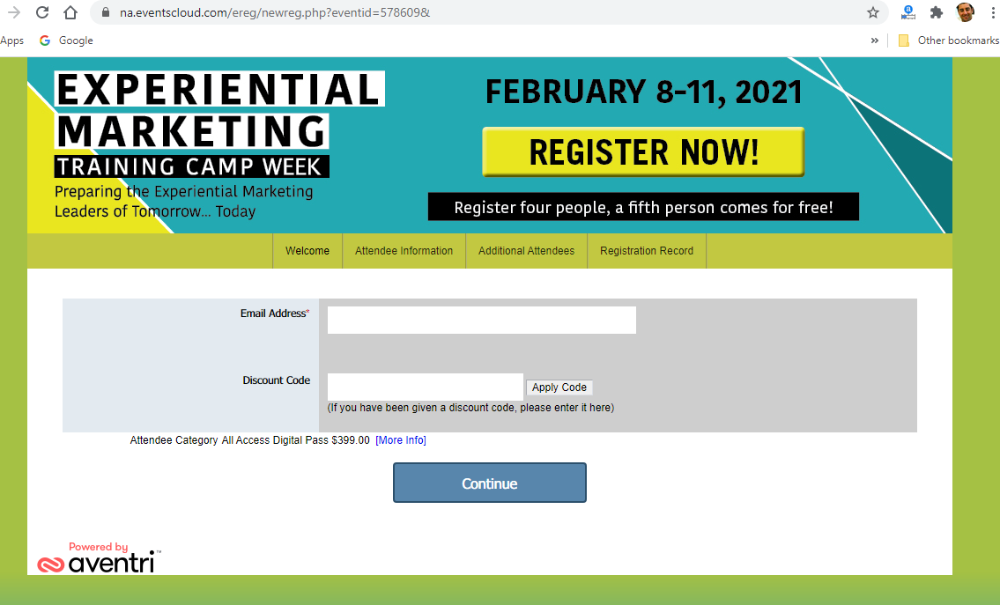 na.eventscloud.com/ereg/newreg.php?eventid=578609&
Apps Google » Other bookmarks
EXPERIENTIAL
MARKETING
TRAINING CAMP WEEK
Preparing the Experiential Marketing
Leaders of Tomorrow... Today
FEBRUARY 8-11, 2021
REGISTER NOW!
Register four people, a fifth person comes for free!
Welcome Attendee Information Additional Attendees Registration Record
Email Address*
Discount Code Apply Code
(If you have been given a discount code, please enter it here)
Attendee Category All Access Digital Pass $399.00 [More Info]
Continue
Powered by
aventri™